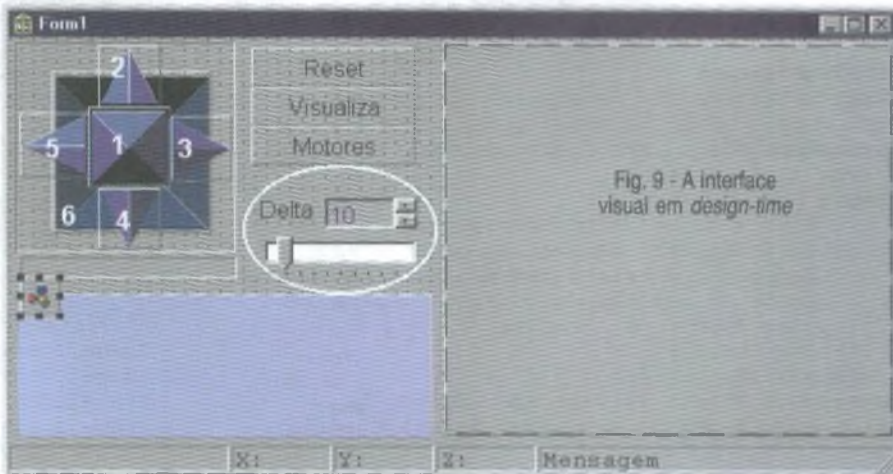 Form1
2
5
1
3
6
4
Reset
Visualiza
Motores
Delta 10
Fig. 9 - A interface
visual em design-time
X: Y: Z: Mensagem